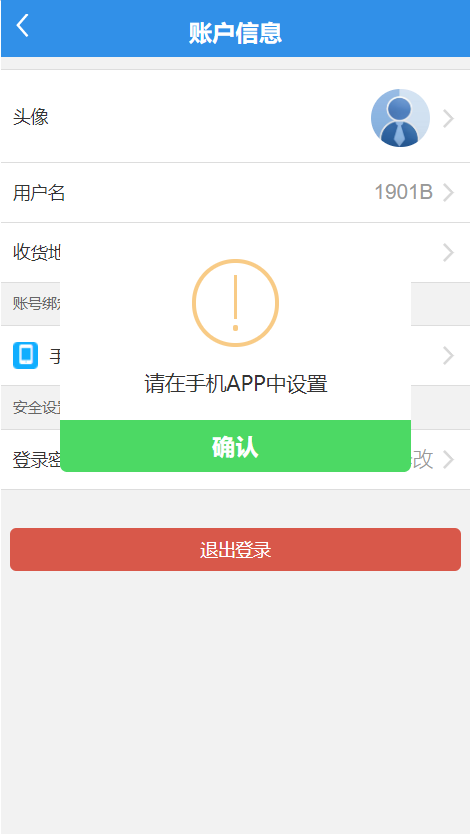 账户信息
头像
用户名
1901B
收货地
账号绑
手
安全设
登录密
改
请在手机APP中设置
确认
退出登录